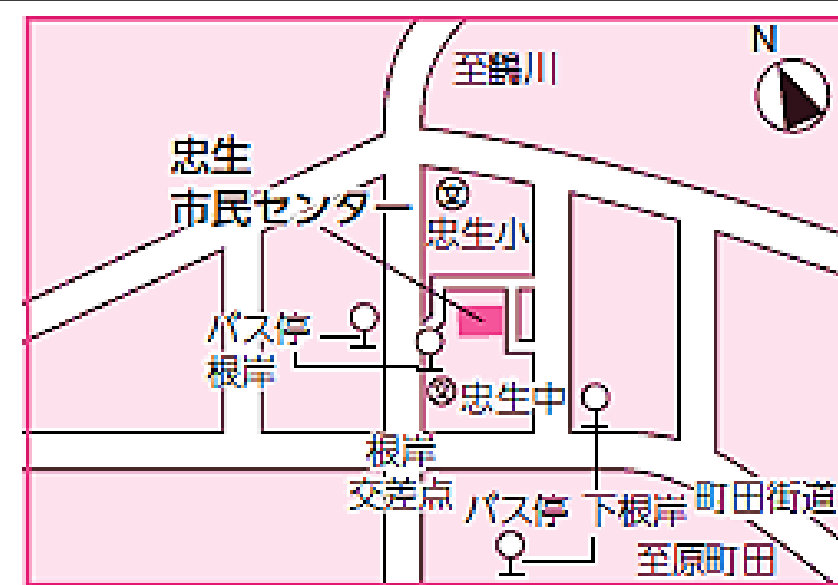 N
至鶴川
忠生
市民センター
文
忠生小
バス停
根岸
文
忠生中
根岸
交差点
バス停 下根岸
町田街道
至原町田